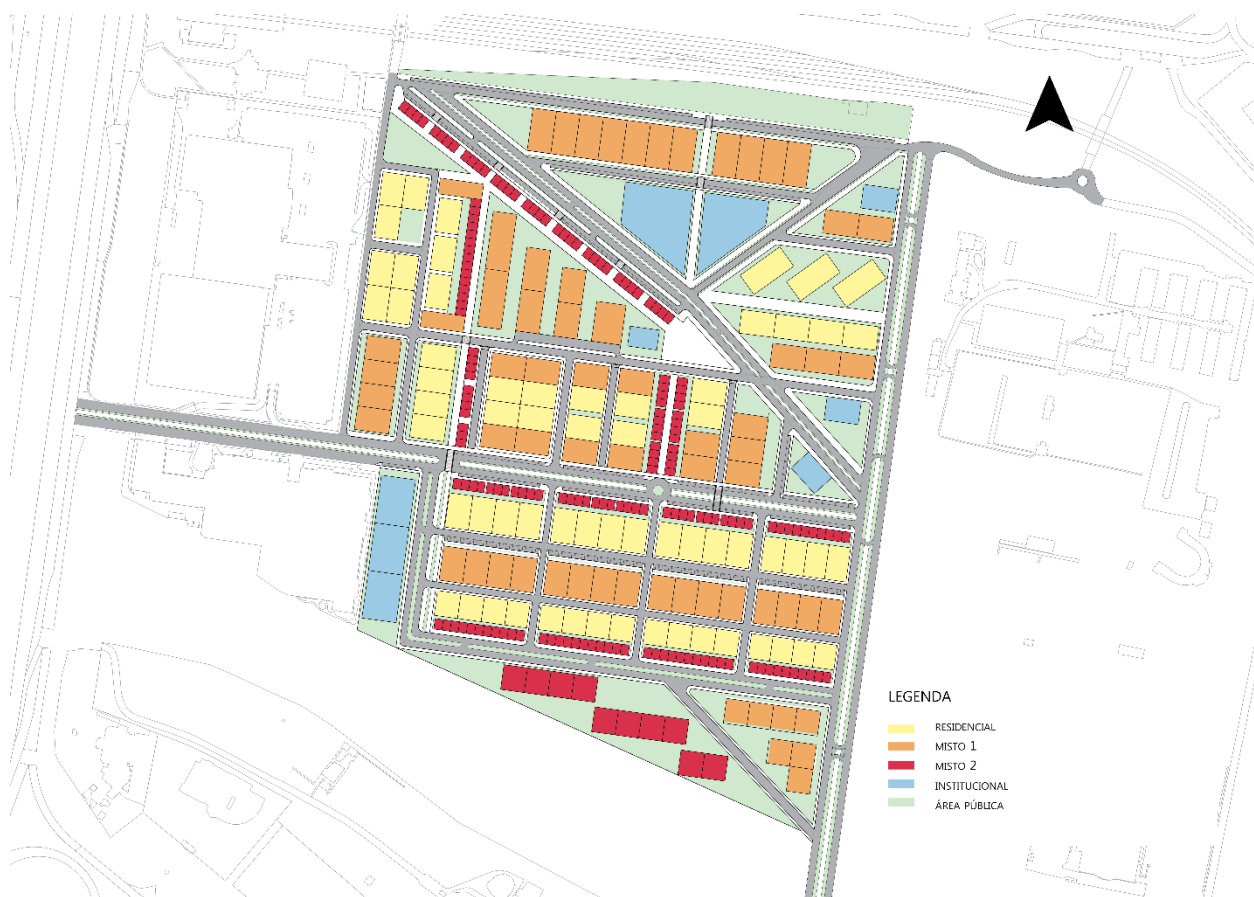 LEGENDA
RESIDENCIAL
MISTO 1
MISTO 2
INSTITUCIONAL
ÁREA PÚBLICA